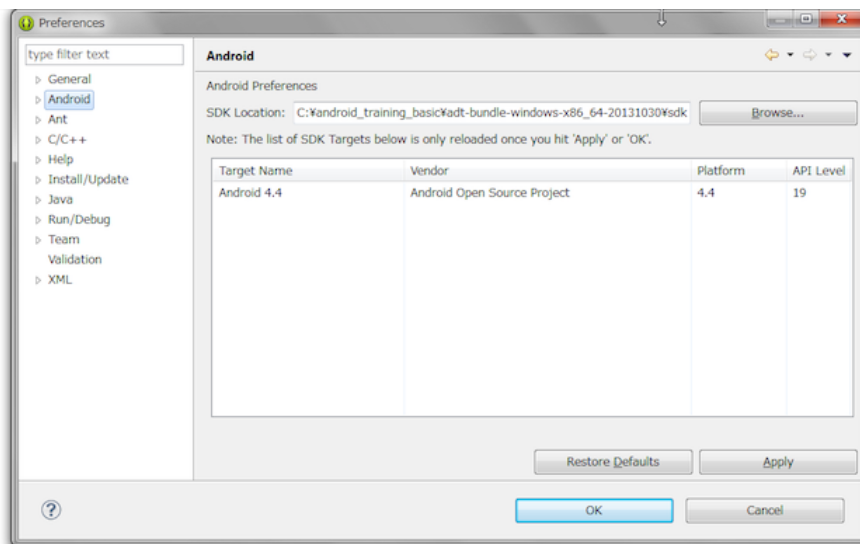 Preferences
type filter text
General
Android
Ant
C/C++
Help
Install/Update
Java
Run/Debug
Team
Validation
XML
Android
Android Preferences
SDK Location: C:¥android_training_basic¥adt-bundle-windows-x86_64-20131030¥sdk Browse...
Note: The list of SDK Targets below is only reloaded once you hit 'Apply' or 'OK'.
Target Name Vendor Platform API Level
Android 4.4 Android Open Source Project 4.4 19
Restore Defaults Apply
OK Cancel